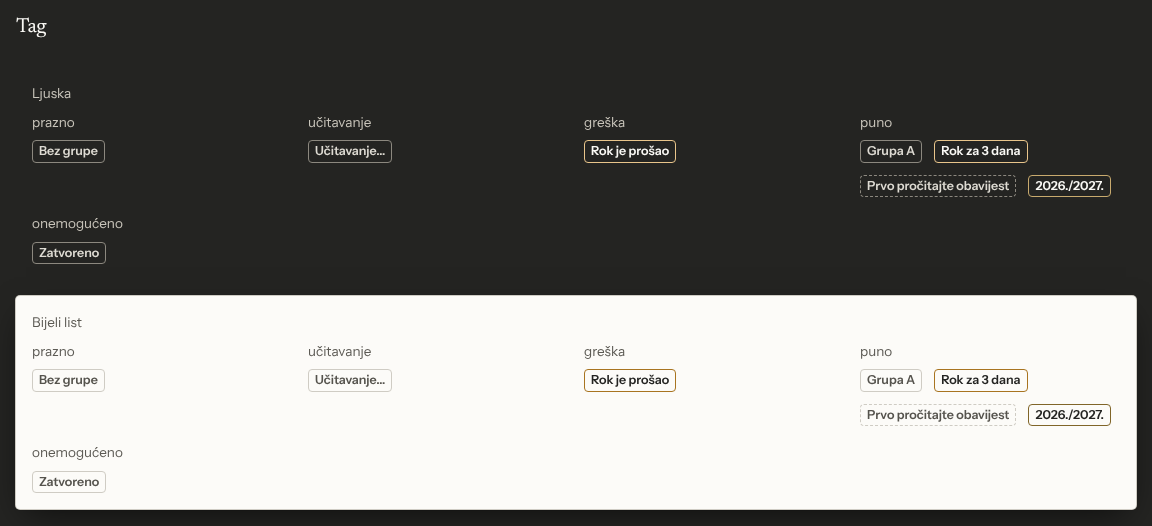 Tag
Ljuska
prazno učitavanje greška puno
Bez grupe Učitavanje... Rok je prošao Grupa A Rok za 3 dana
Prvo pročitajte obavijest 2026./2027.
onemogućeno
Zatvoreno
Bijeli list
prazno učitavanje greška puno
Bez grupe Učitavanje... Rok je prošao Grupa A Rok za 3 dana
Prvo pročitajte obavijest 2026./2027.
onemogućeno
Zatvoreno